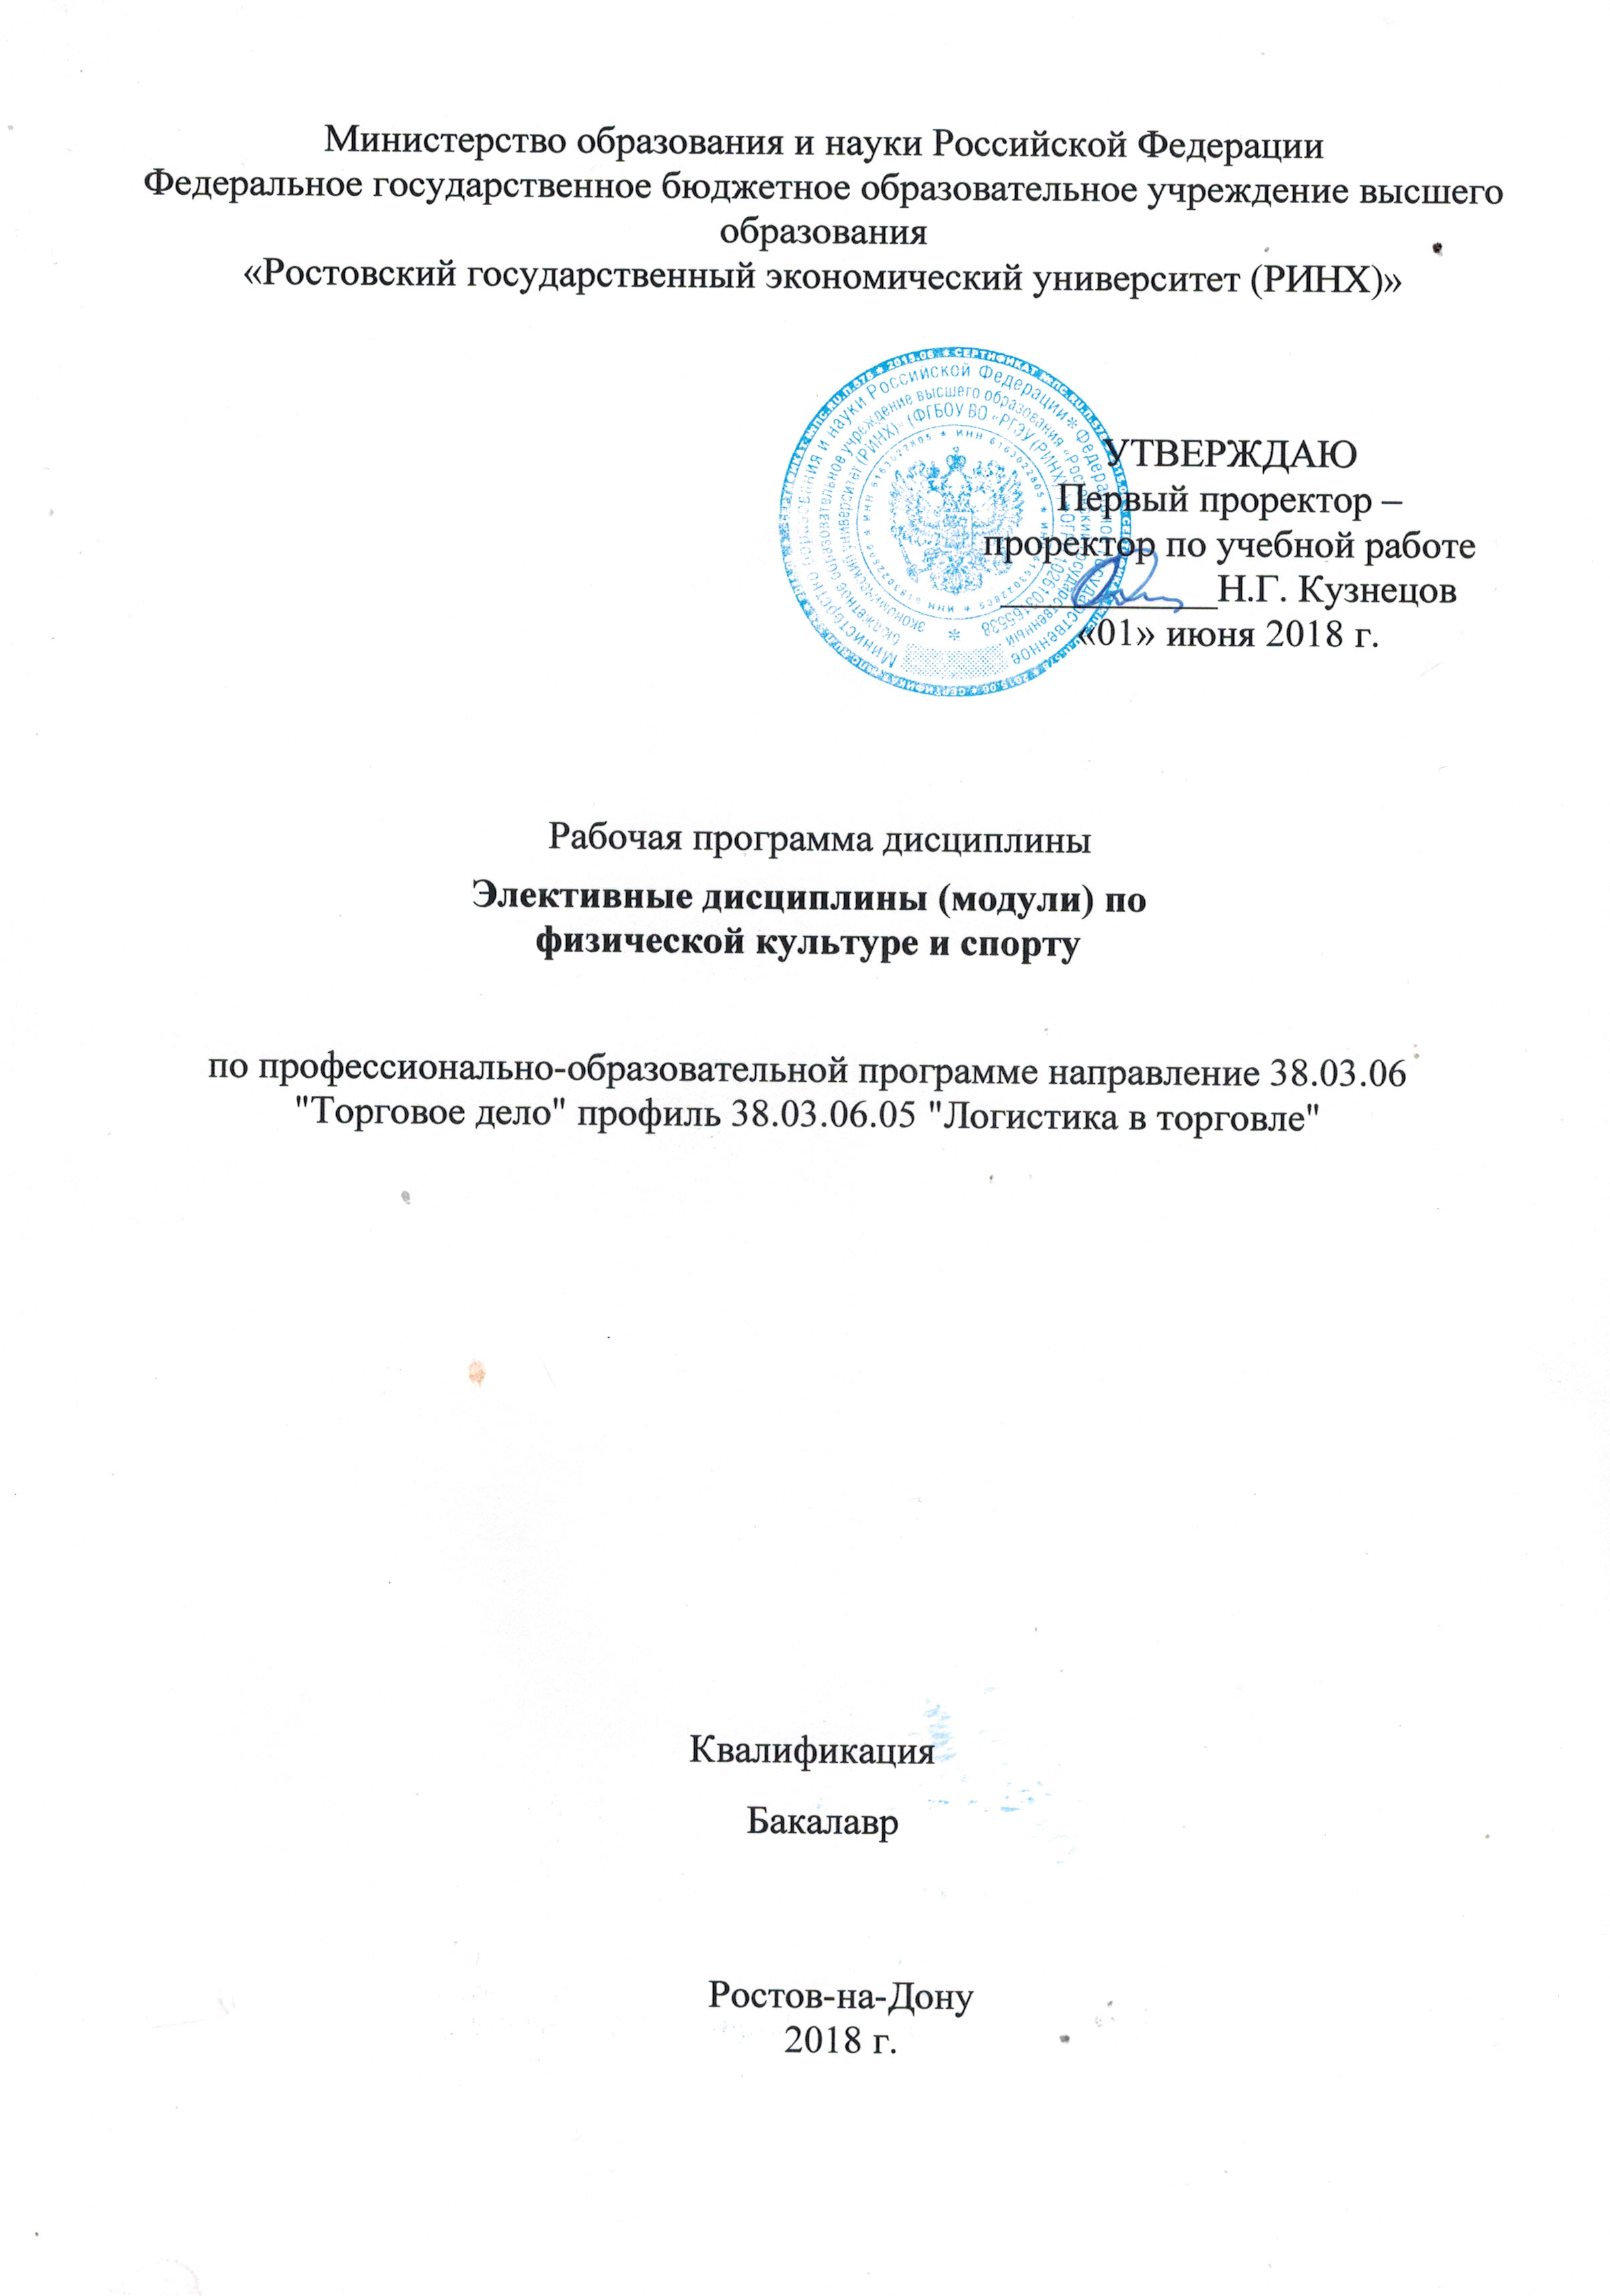 Министерство образования и науки Российской Федерации
Федеральное государственное бюджетное образовательное учреждение высшего
образования
«Ростовский государственный экономический университет (РИНХ)»
УТВЕРЖДАЮ
Первый проректор –
проректор по учебной работе
Н.Г. Кузнецов
«01» июня 2018 г.
Рабочая программа дисциплины
Элективные дисциплины (модули) по
физической культуре и спорту
по профессионально-образовательной программе направление 38.03.06
"Торговое дело" профиль 38.03.06.05 "Логистика в торговле"
Квалификация
Бакалавр
Ростов-на-Дону
2018 г.